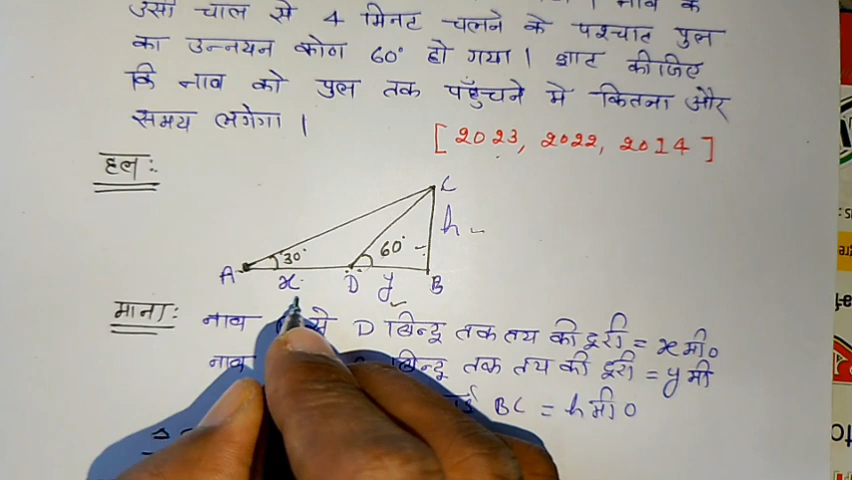 उसी चाल से 4 मिनट चलने के पश्चात पुल
का उन्नयन कोण 60° हो गया। ज्ञात कीजिए
कि नाव को पुल तक पहुँचने मे कितना और
समय लगेगा।
[2023, 2022, 2014]
हलः
C
h
30°
60°
A
x
D
y
B
मानाः नाव से D बिन्दू तक तय की दूरी = x मी०
नाव बिन्दू तक तय की दूरी = y मी
BC = h मी०